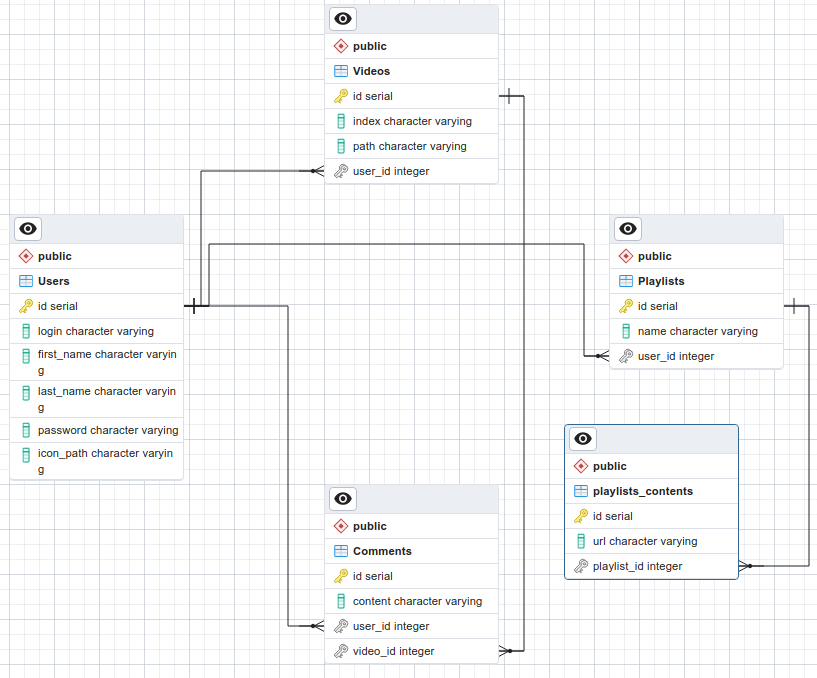 public
Videos
id serial
index character varying
path character varying
user_id integer
public
Users
id serial
login character varying
first_name character varyin
g
last_name character varyin
g
password character varying
icon_path character varyin
g
public
Playlists
id serial
name character varying
user_id integer
public
playlists_contents
id serial
url character varying
playlist_id integer
public
Comments
id serial
content character varying
user_id integer
video_id integer